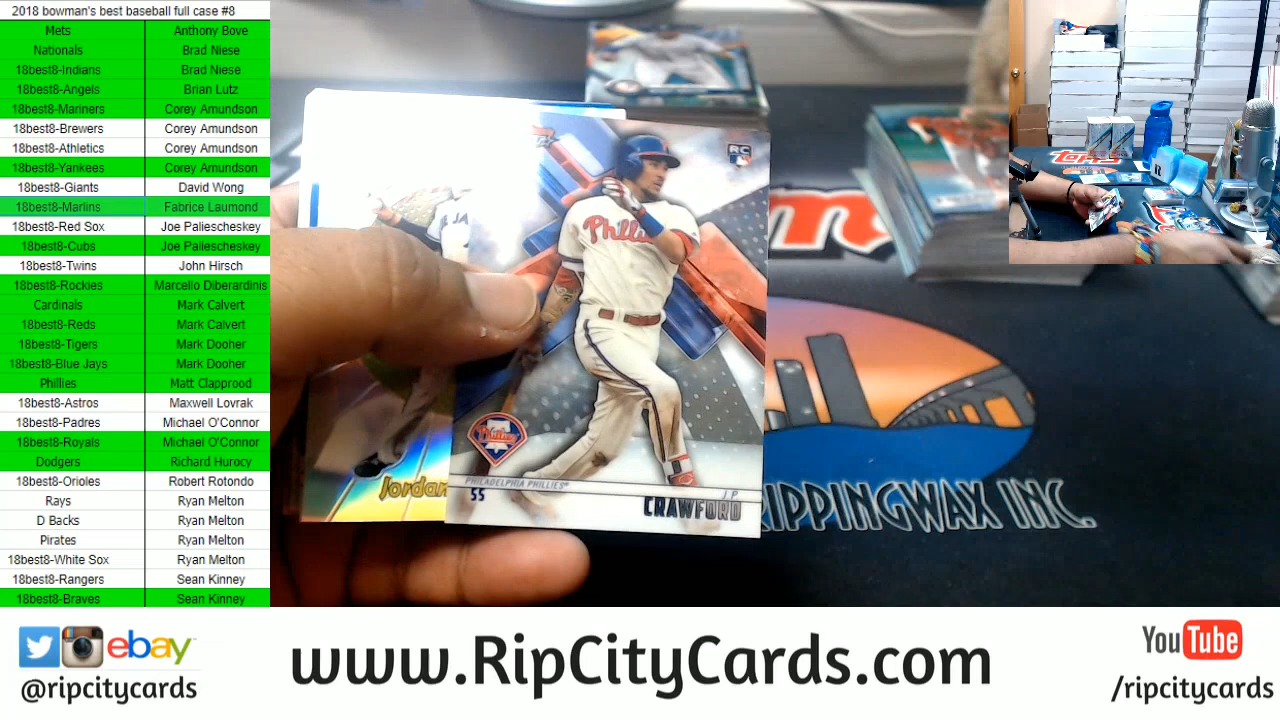 2018 bowman's best baseball full case #8
Mets Anthony Bove
Nationals Brad Niese
18best8-Indians Brad Niese
18best8-Angels Brian Lutz
18best8-Mariners Corey Amundson
18best8-Brewers Corey Amundson
18best8-Athletics Corey Amundson
18best8-Yankees Corey Amundson
18best8-Giants David Wong
18best8-Marlins Fabrice Laumond
18best8-Red Sox Joe Paliescheskey
18best8-Cubs Joe Paliescheskey
18best8-Twins John Hirsch
18best8-Rockies Marcello Diberardinis
Cardinals Mark Calvert
18best8-Reds Mark Calvert
18best8-Tigers Mark Dooher
18best8-Blue Jays Mark Dooher
Phillies Matt Clapprood
18best8-Astros Maxwell Lovrak
18best8-Padres Michael O'Connor
18best8-Royals Michael O'Connor
Dodgers Richard Hurocy
18best8-Orioles Robert Rotondo
Rays Ryan Melton
D Backs Ryan Melton
Pirates Ryan Melton
18best8-White Sox Ryan Melton
18best8-Rangers Sean Kinney
18best8-Braves Sean Kinney
RC
Phillies
Phillies
PHILADELPHIA PHILLIES®
55
J.P.
CRAWFORD
Jordan
RIPPINGWAX INC.
topps
ebay
@ripcitycards
www.RipCityCards.com
YouTube
/ripcitycards